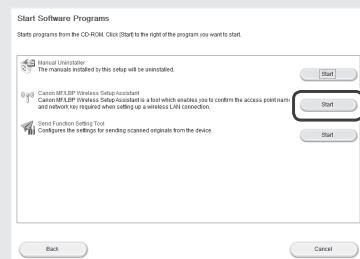 Start Software Programs
Starts programs from the CD-ROM. Click [Start] to the right of the program you want to start.
Manual Uninstaller
The manuals installed by this setup will be uninstalled.
Start
Canon MF/LBP Wireless Setup Assistant
Canon MF/LBP Wireless Setup Assistant is a tool which enables you to confirm the access point name
and network key required when setting up a wireless LAN connection.
Start
Send Function Setting Tool
Configures the settings for sending scanned originals from the device.
Start
Back
Cancel